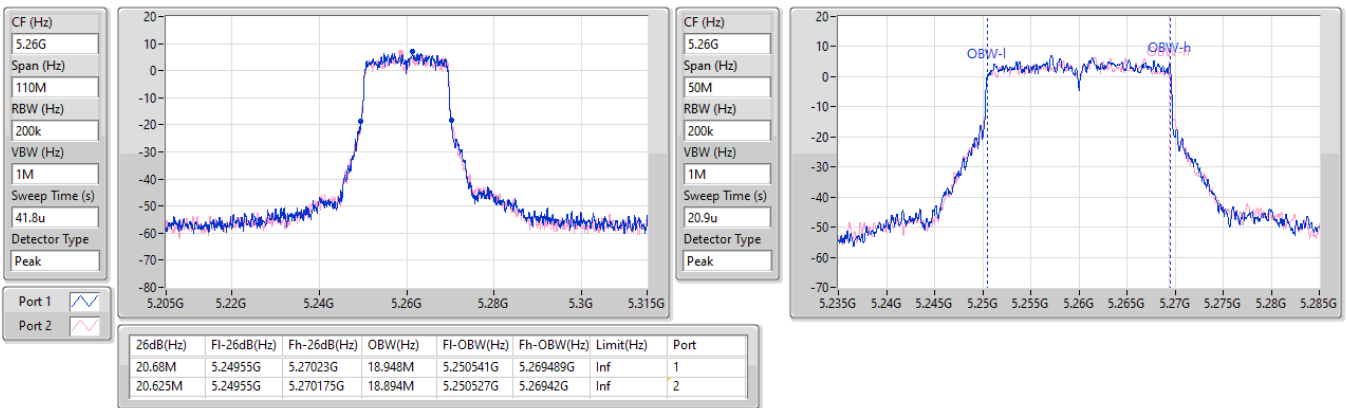 CF (Hz)
5.26G
Span (Hz)
110M
RBW (Hz)
200k
VBW (Hz)
1M
Sweep Time (s)
41.8u
Detector Type
Peak
Port 1
Port 2
20
10
0
-10
-20
-30
-40
-50
-60
-70
-80
5.205G 5.22G 5.24G 5.26G 5.28G 5.3G 5.315G
CF (Hz)
5.26G
Span (Hz)
50M
RBW (Hz)
200k
VBW (Hz)
1M
Sweep Time (s)
20.9u
Detector Type
Peak
20
10
0
-10
-20
-30
-40
-50
-60
-70
OBW-l OBW-h
5.235G 5.24G 5.245G 5.25G 5.255G 5.26G 5.265G 5.27G 5.275G 5.28G 5.285G
26dB(Hz) Fl-26dB(Hz) Fh-26dB(Hz) OBW(Hz) Fl-OBW(Hz) Fh-OBW(Hz) Limit(Hz) Port
20.68M 5.24955G 5.27023G 18.948M 5.250541G 5.269489G Inf 1
20.625M 5.24955G 5.270175G 18.894M 5.250527G 5.26942G Inf 2